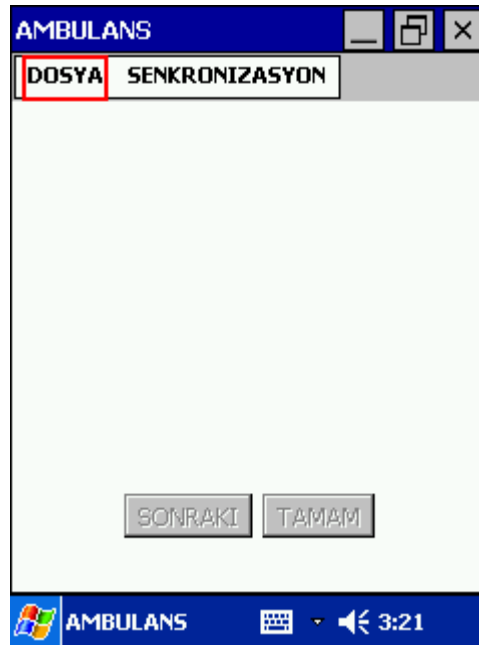 AMBULANS
DOSYA SENKRONIZASYON
SONRAKI TAMAM
AMBULANS 3:21